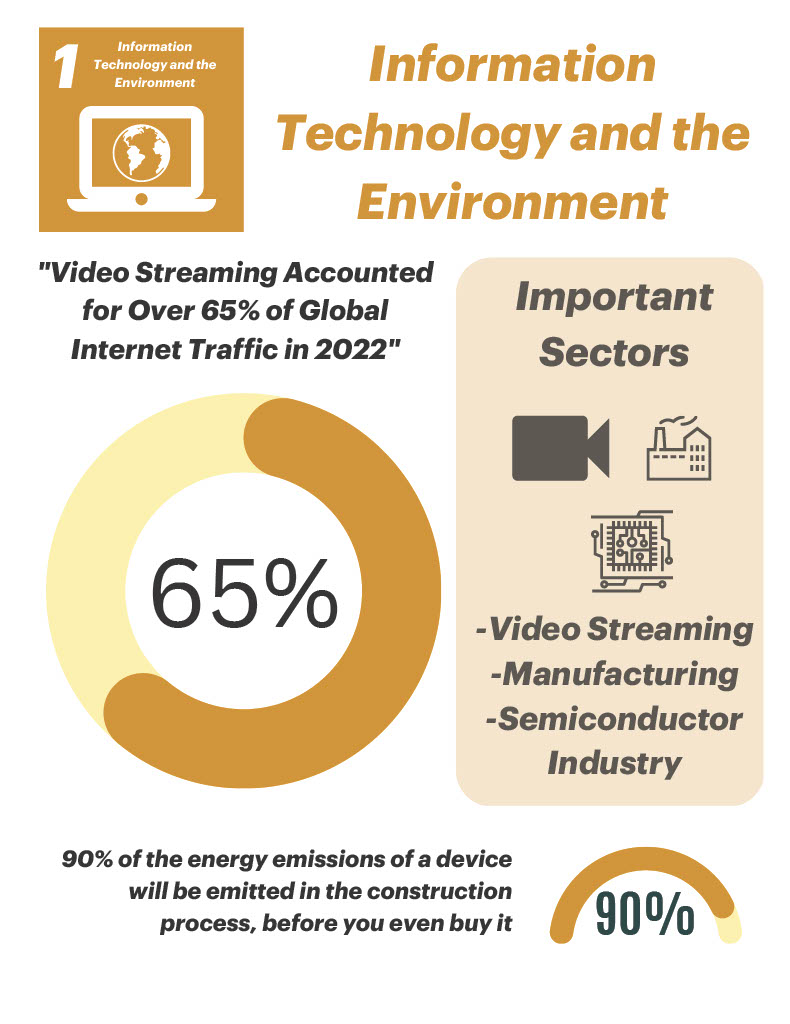 1
Information
Technology and the
Environment
Information
Technology and the
Environment
"Video Streaming Accounted
for Over 65% of Global
Internet Traffic in 2022"
65%
Important
Sectors
-Video Streaming
-Manufacturing
-Semiconductor
Industry
90% of the energy emissions of a device
will be emitted in the construction
process, before you even buy it
90%